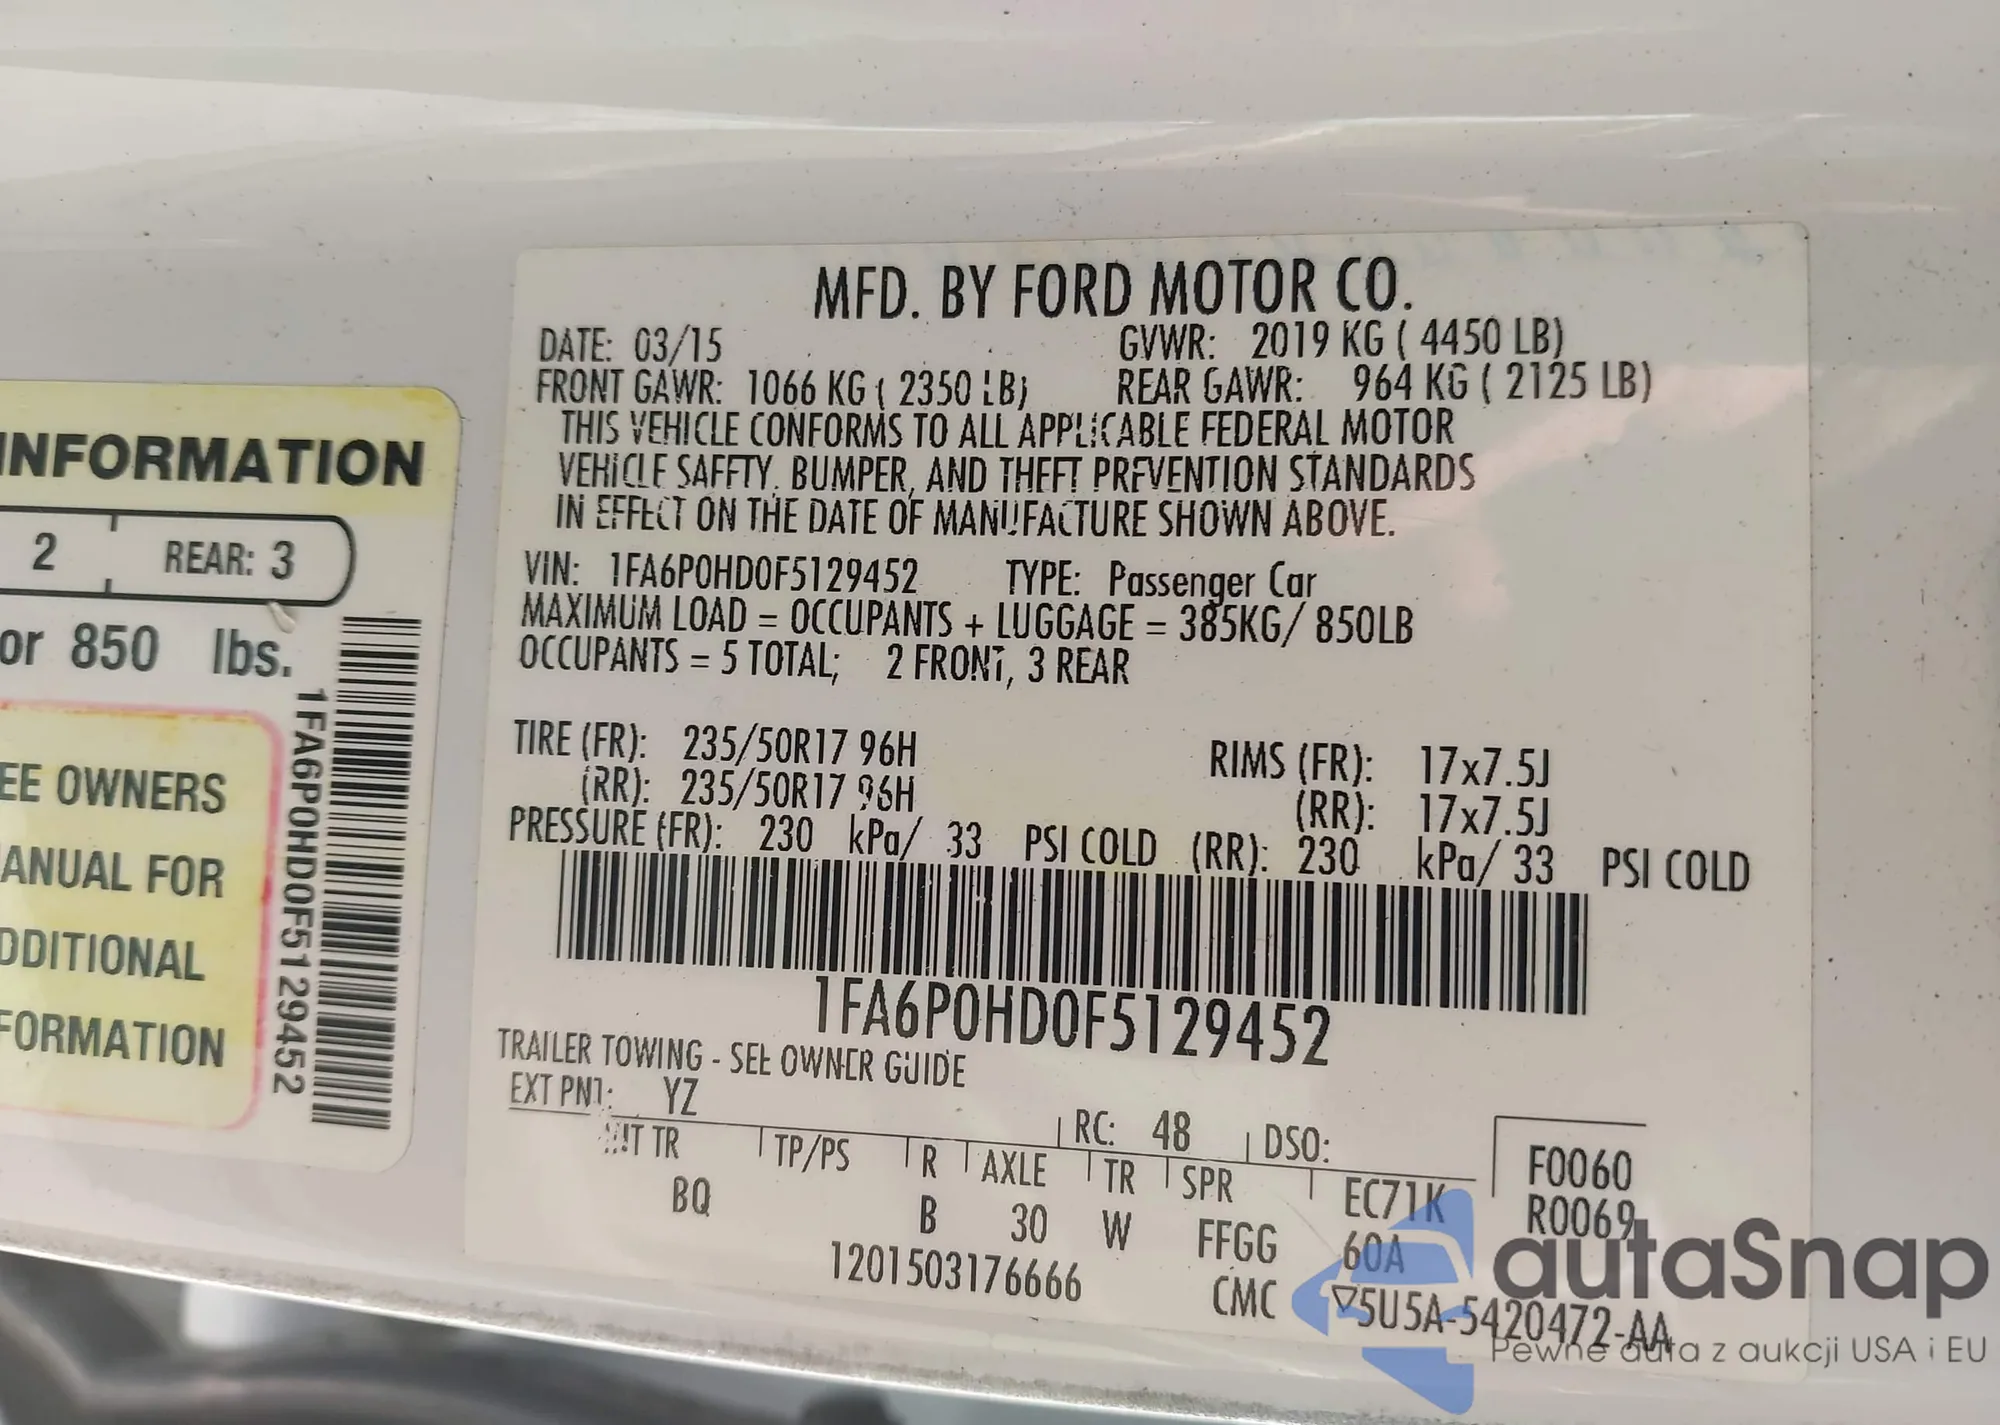 INFORMATION
2 REAR: 3
or 850 lbs.
EE OWNERS
ANUAL FOR
DDITIONAL
FORMATION
1FA6P0HD0F5129452
MFD. BY FORD MOTOR CO.
DATE: 03/15 GVWR: 2019 KG ( 4450 LB)
FRONT GAWR: 1066 KG ( 2350 LB) REAR GAWR: 964 KG ( 2125 LB)
THIS VEHICLE CONFORMS TO ALL APPLICABLE FEDERAL MOTOR
VEHICLE SAFETY, BUMPER, AND THEFT PREVENTION STANDARDS
IN EFFECT ON THE DATE OF MANUFACTURE SHOWN ABOVE.
VIN: 1FA6P0HD0F5129452 TYPE: Passenger Car
MAXIMUM LOAD = OCCUPANTS + LUGGAGE = 385KG/ 850LB
OCCUPANTS = 5 TOTAL; 2 FRONT, 3 REAR
TIRE (FR): 235/50R17 96H RIMS (FR): 17x7.5J
(RR): 235/50R17 96H (RR): 17x7.5J
PRESSURE (FR): 230 kPa/ 33 PSI COLD (RR): 230 kPa/ 33 PSI COLD
1FA6P0HD0F5129452
TRAILER TOWING - SEE OWNER GUIDE
EXT PNT: YZ RC: 48 DSO: F0060
INT TR TP/PS R AXLE TR SPR EC71K R0069
BQ B 30 W FFGG 60A
1201503176666 CMC ▽5U5A-5420472-AA
autaSnap
Pewne auta z aukcji USA i EU